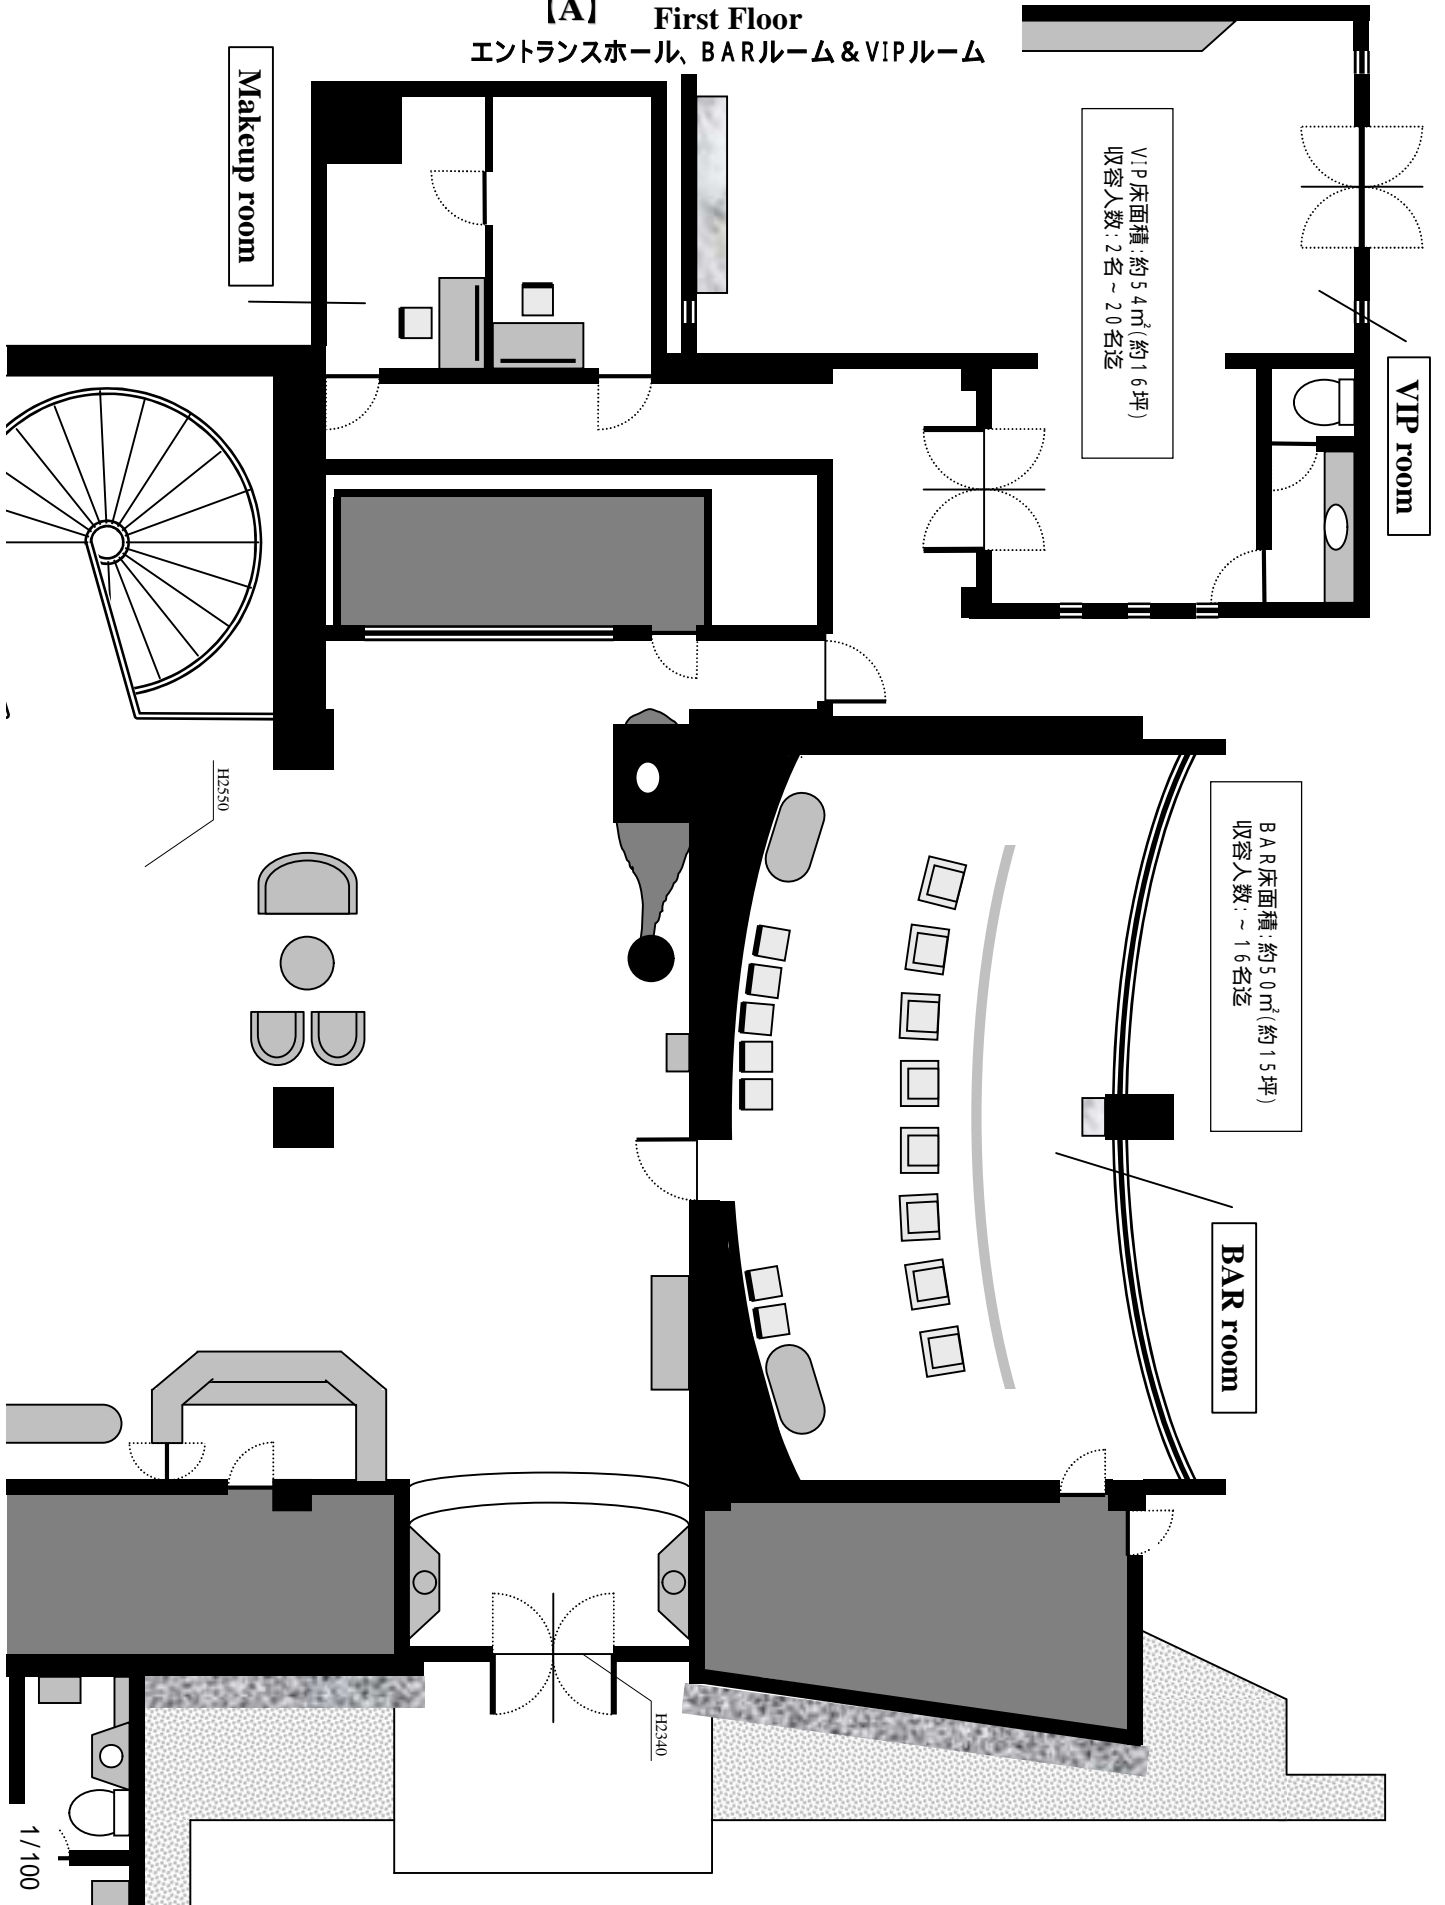 【A】 First Floor
エントランスホール、BARルーム＆VIPルーム
Makeup room
VIP床面積:約54㎡(約16坪)
収容人数:2名~20名迄
VIP room
H2550
BAR床面積:約50㎡(約15坪)
収容人数:~16名迄
BAR room
H2340
1/100